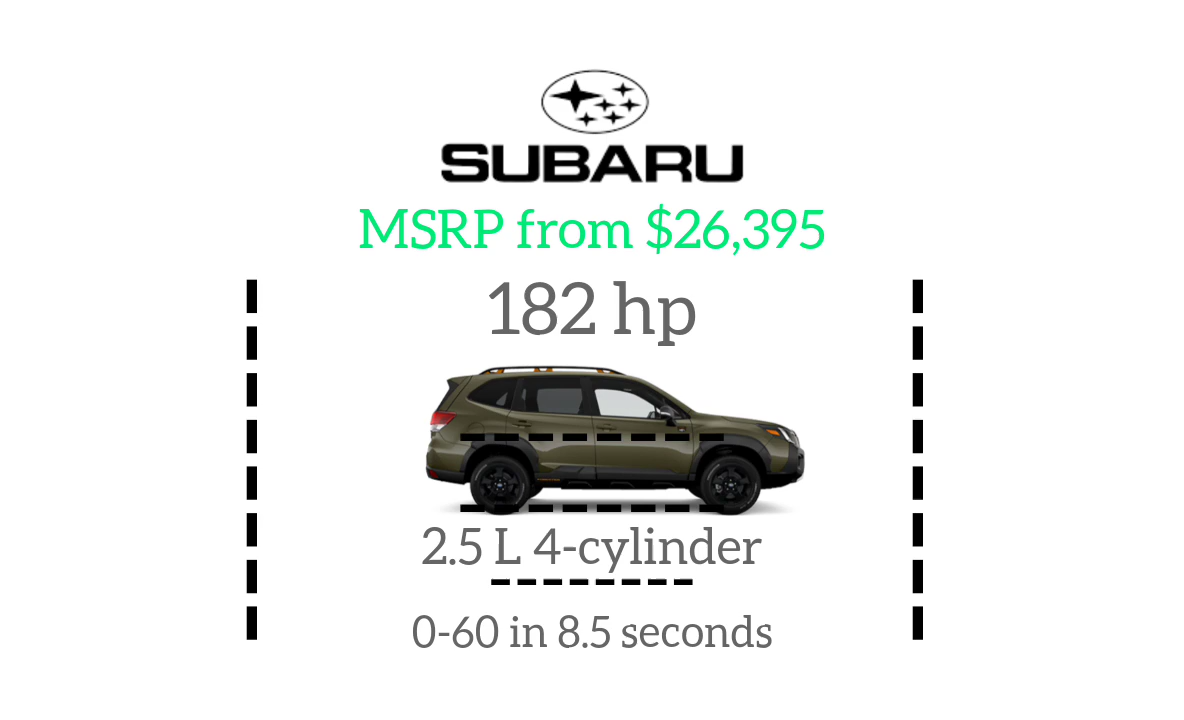 SUBARU
MSRP from $26,395
182 hp
2.5 L 4-cylinder
0-60 in 8.5 seconds